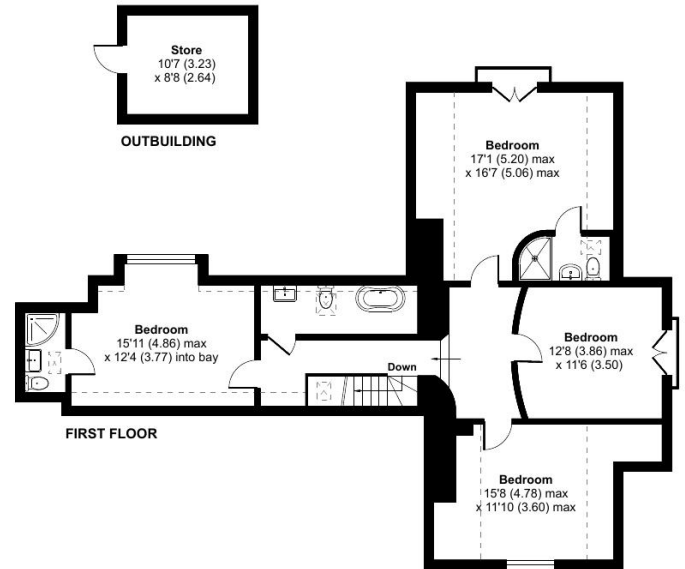 Store
10'7 (3.23)
x 8'8 (2.64)
OUTBUILDING
Bedroom
17'1 (5.20) max
x 16'7 (5.06) max
Bedroom
15'11 (4.86) max
x 12'4 (3.77) into bay
Bedroom
12'8 (3.86) max
x 11'6 (3.50)
Down
FIRST FLOOR
Bedroom
15'8 (4.78) max
x 11'10 (3.60) max